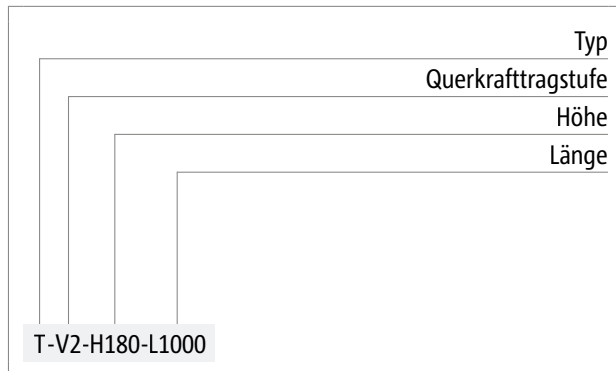 Typ
Querkrafttragstufe
Höhe
Länge
T-V2-H180-L1000